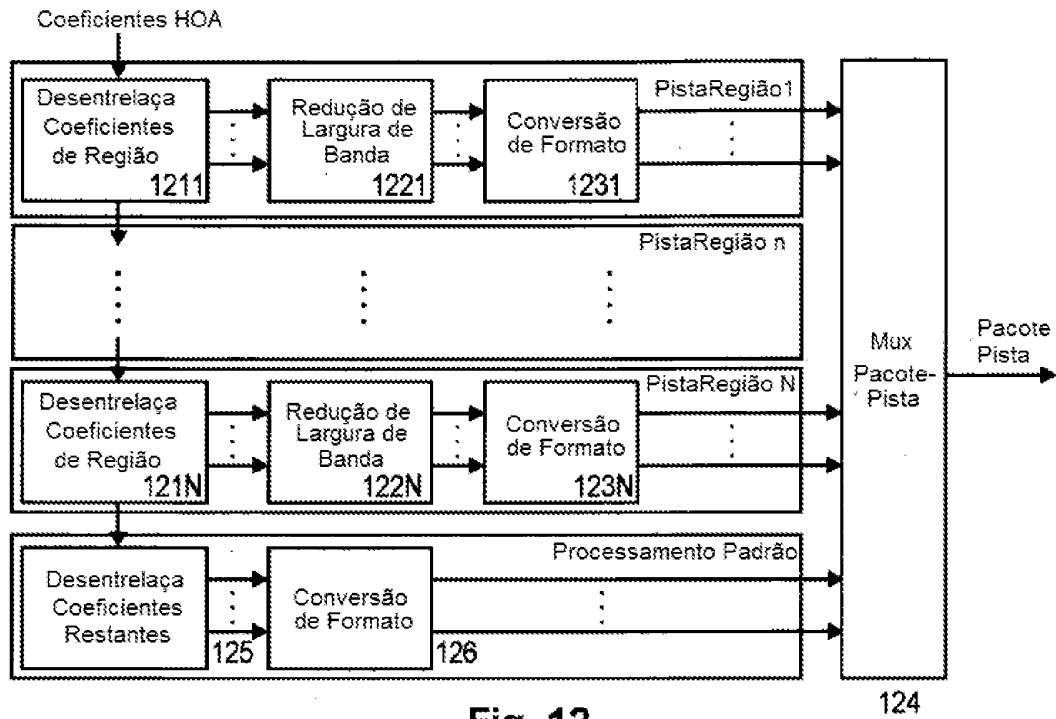 Coeficientes HOA
PistaRegião1
Desentrelaça
Coeficientes
de Região
1211
Redução de
Largura de
Banda
1221
Conversão
de Formato
1231
PistaRegião n
PistaRegião N
Desentrelaça
Coeficientes
de Região
121N
Redução de
Largura de
Banda
122N
Conversão
de Formato
123N
Processamento Padrão
Desentrelaça
Coeficientes
Restantes
125
Conversão
de Formato
126
Mux
Pacote-
Pista
124
Pacote
Pista
Fig. 12